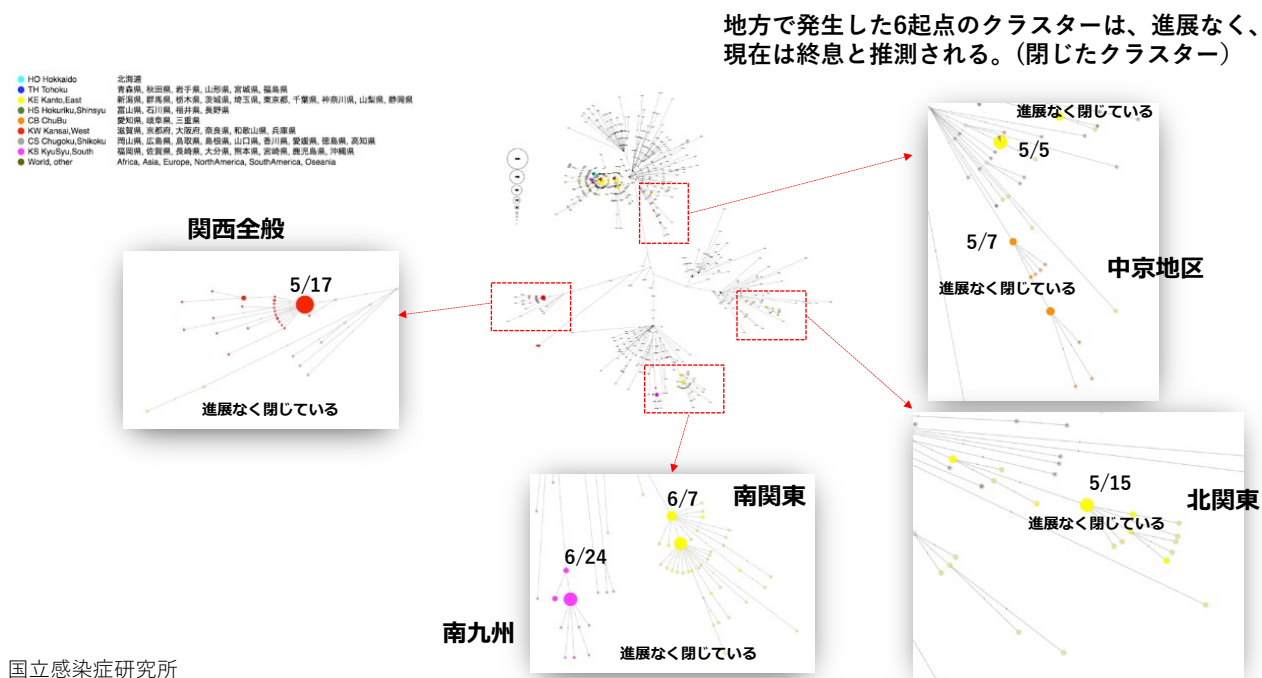 地方で発生した6起点のクラスターは、進展なく、
現在は終息と推測される。(閉じたクラスター)
HO Hokkaido 北海道
TH Tohoku 青森県, 秋田県, 岩手県, 山形県, 宮城県, 福島県
KE Kanto,East 新潟県, 群馬県, 栃木県, 茨城県, 埼玉県, 東京都, 千葉県, 神奈川県, 山梨県, 静岡県
HS Hokuriku,Shinsyu 富山県, 石川県, 福井県, 長野県
CB ChuBu 愛知県, 岐阜県, 三重県
KW Kansai,West 滋賀県, 京都府, 大阪府, 奈良県, 和歌山県, 兵庫県
CS Chugoku,Shikoku 岡山県, 広島県, 鳥取県, 島根県, 山口県, 香川県, 愛媛県, 徳島県, 高知県
KS KyuSyu,South 福岡県, 佐賀県, 長崎県, 大分県, 熊本県, 宮崎県, 鹿児島県, 沖縄県
World, other Africa, Asia, Europe, NorthAmerica, SouthAmerica, Oseania
関西全般
5/17
進展なく閉じている
進展なく閉じている
5/5
5/7
進展なく閉じている
中京地区
5/15
進展なく閉じている
北関東
南関東
6/7
6/24
進展なく閉じている
南九州
国立感染症研究所